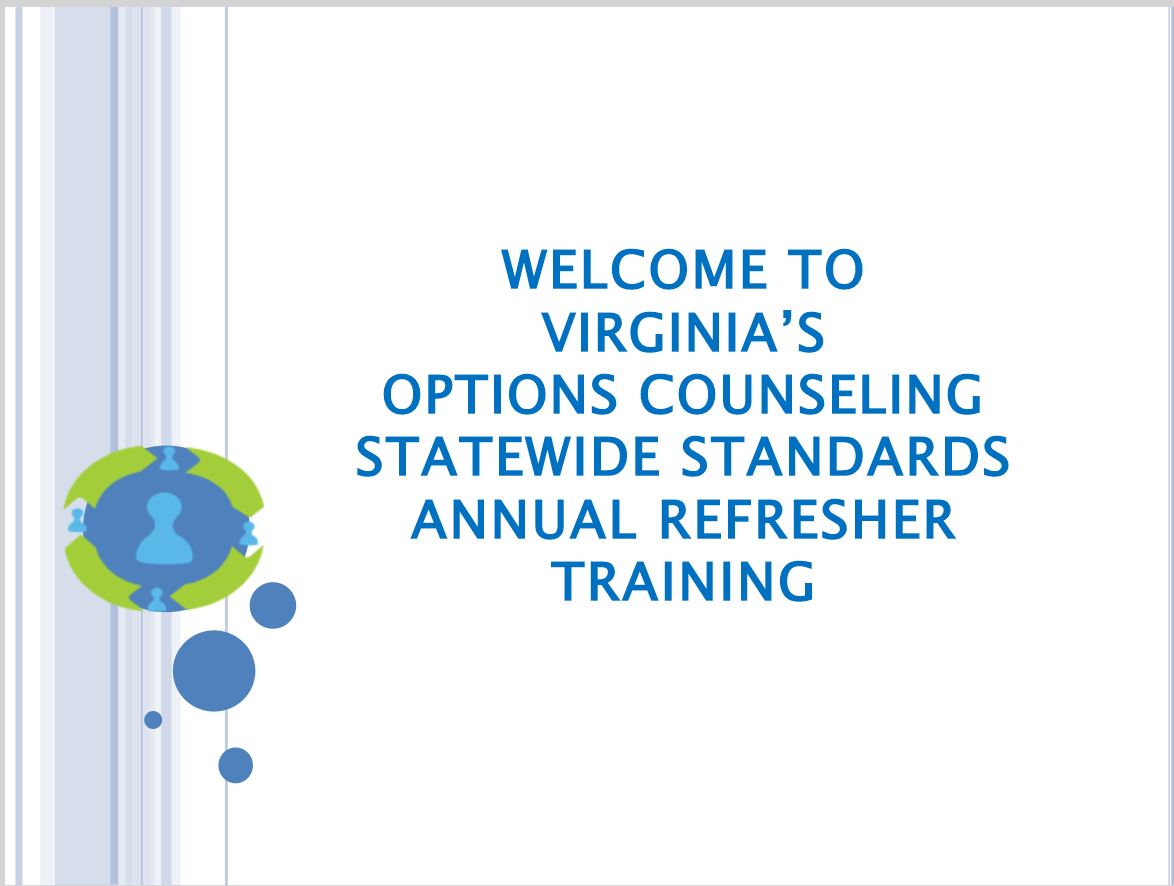 WELCOME TO
VIRGINIA’S
OPTIONS COUNSELING
STATEWIDE STANDARDS
ANNUAL REFRESHER
TRAINING